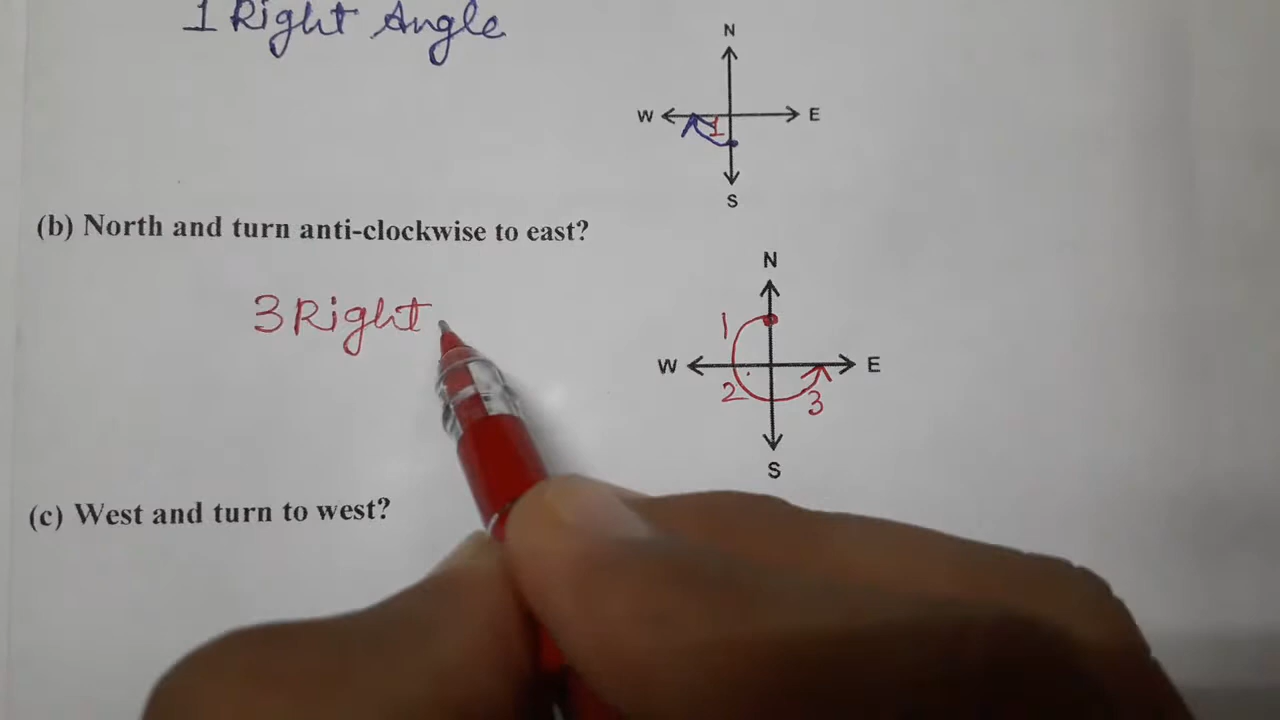 1 Right Angle
N
W 1 E
S
(b) North and turn anti-clockwise to east?
N
3 Right
1
W E
2 3
S
(c) West and turn to west?